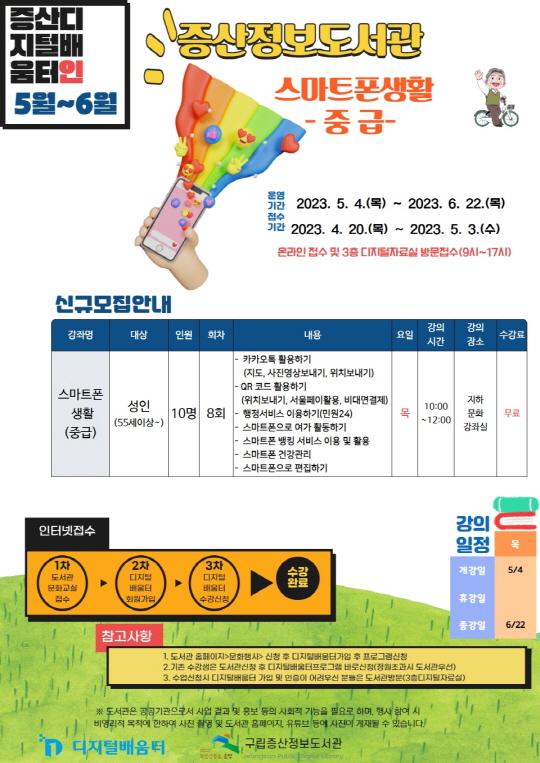 증산디
지털배
움터인
5월~6월
증산정보도서관
스마트폰생활
- 중 급-
운영
기간 2023. 5. 4.(목) ~ 2023. 6. 22.(목)
접수
기간 2023. 4. 20.(목) ~ 2023. 5. 3.(수)
온라인 접수 및 3층 디지털자료실 방문접수(9시~17시)
신규모집안내
강좌명 대상 인원 회차 내용 요일 강의 시간 강의 장소 수강료
스마트폰
생활
(중급)
성인
(55세이상~)
10명
8회
- 카카오톡 활용하기
(지도, 사진영상보내기, 위치보내기)
- QR 코드 활용하기
(위치보내기, 서울페이활용, 비대면결제)
- 행정서비스 이용하기(민원24)
- 스마트폰으로 여가 활동하기
- 스마트폰 뱅킹 서비스 이용 및 활용
- 스마트폰 건강관리
- 스마트폰으로 편집하기
목
10:00
~12:00
지하
문화
강좌실
무료
인터넷접수
1차
도서관
문화교실
접수
2차
디지털
배움터
회원가입
3차
디지털
배움터
수강신청
수강
완료
강의
일정
목
개강일 5/4
휴강일
종강일 6/22
참고사항
1. 도서관 홈페이지>문화행사> 신청 후 디지털배움터가입 후 프로그램신청
2.기존 수강생은 도서관신청 후 디지털배움터프로그램 바로신청(정원초과시 도서관우선)
3. 수업신청시 디지털배움터 가입 및 인증이 어려우신 분들은 도서관방문(3층디지털자료실)
※ 도서관은 공공기관으로서 사업 결과 및 홍보 등의 사회적 기능을 필요로 하며, 행사 참여 시
비영리적 목적에 한하여 사진 촬영 및 도서관 홈페이지, 유튜브 등에 사진이 게재될 수 있습니다.
디지털배움터
구립증산정보도서관
Jeungsan Public Digital Library